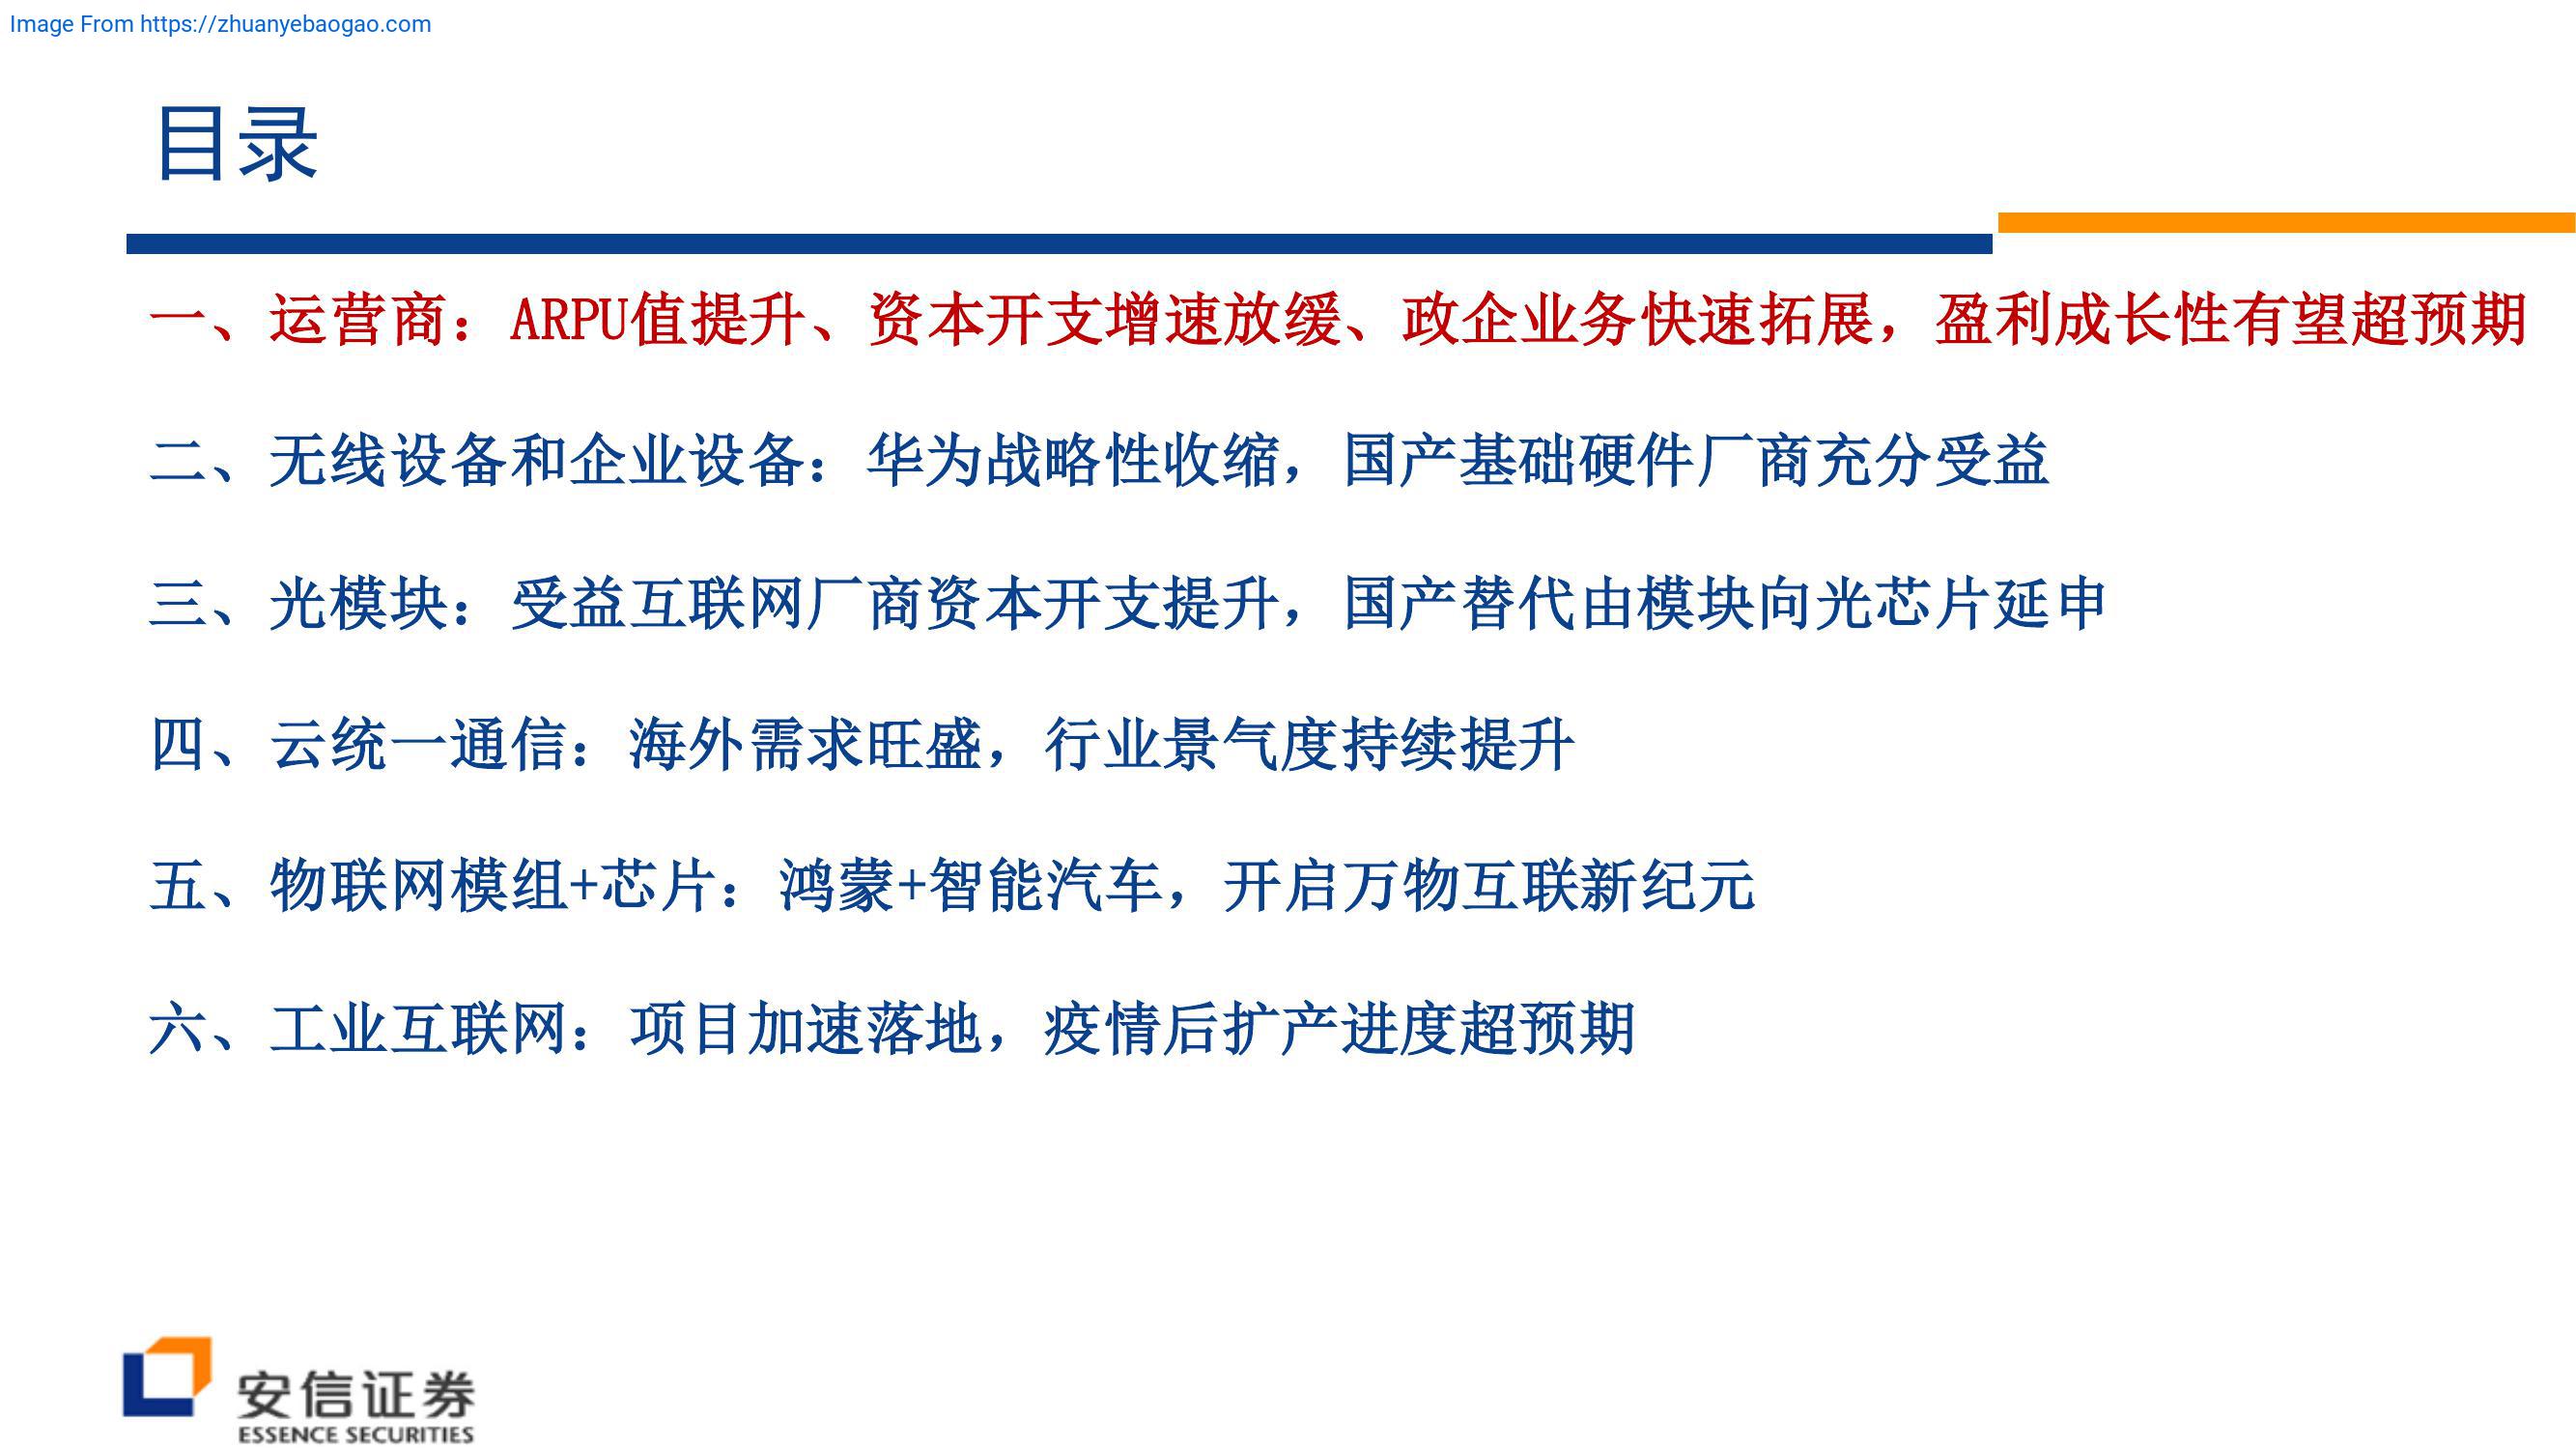 Image From https://zhuanyebaogao.com
目录
一、运营商：ARPU值提升、资本开支增速放缓、政企业务快速拓展，盈利成长性有望超预期
二、无线设备和企业设备：华为战略性收缩，国产基础硬件厂商充分受益
三、光模块：受益互联网厂商资本开支提升，国产替代由模块向光芯片延申
四、云统一通信：海外需求旺盛，行业景气度持续提升
五、物联网模组+芯片：鸿蒙+智能汽车，开启万物互联新纪元
六、工业互联网：项目加速落地，疫情后扩产进度超预期
安信证券
ESSENCE SECURITIES